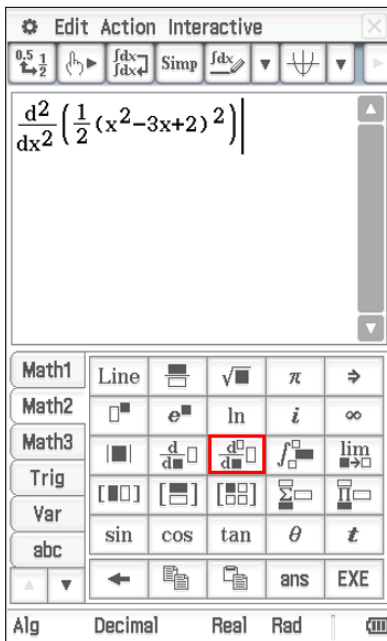 Edit Action Interactive
0.5 1 2 ∫dx ∫dx Simp ∫dx
d²/dx² (1/2 (x²-3x+2)²)
Math1 Line √■ π ⇒
Math2 □■ e■ ln i ∞
Math3 |■| d/d■ □ d□/d■ □ ∫ lim ■→□
Trig [■□] Σ□ Π□
Var
abc sin cos tan θ t
ans EXE
Alg Decimal Real Rad